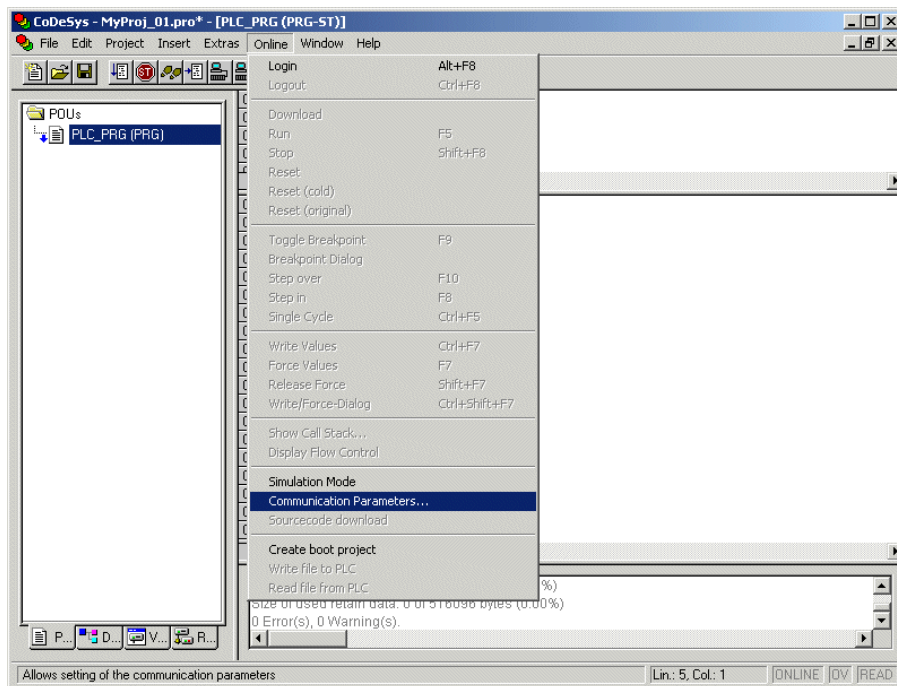 CoDeSys - MyProj_01.pro* - [PLC_PRG (PRG-ST)]
File Edit Project Insert Extras Online Window Help
POUs
PLC_PRG (PRG)
Login Alt+F8
Logout Ctrl+F8
Download
Run F5
Stop Shift+F8
Reset
Reset (cold)
Reset (original)
Toggle Breakpoint F9
Breakpoint Dialog
Step over F10
Step in F8
Single Cycle Ctrl+F5
Write Values Ctrl+F7
Force Values F7
Release Force Shift+F7
Write/Force-Dialog Ctrl+Shift+F7
Show Call Stack...
Display Flow Control
Simulation Mode
Communication Parameters...
Sourcecode download
Create boot project
Write file to PLC
Read file from PLC
%)
Size of used retain data: 0 of 516096 bytes (0.00%)
0 Error(s), 0 Warning(s).
P... D... V... R...
Allows setting of the communication parameters Lin.: 5, Col.: 1 ONLINE OV READ